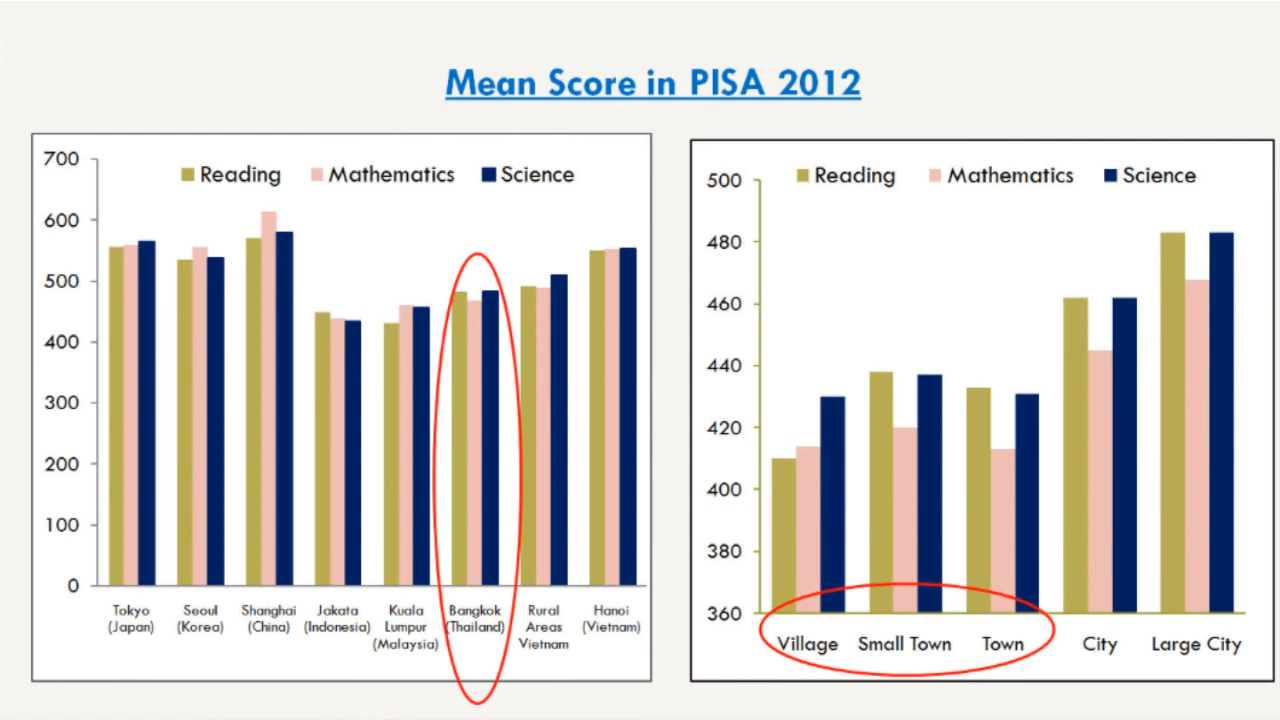 Mean Score in PISA 2012
700
600
500
400
300
200
100
0
Reading Mathematics Science
Tokyo (Japan)
Seoul (Korea)
Shanghai (China)
Jakata (Indonesia)
Kuala Lumpur (Malaysia)
Bangkok (Thailand)
Rural Areas Vietnam
Hanoi (Vietnam)
500
480
460
440
420
400
380
360
Reading Mathematics Science
Village Small Town Town City Large City